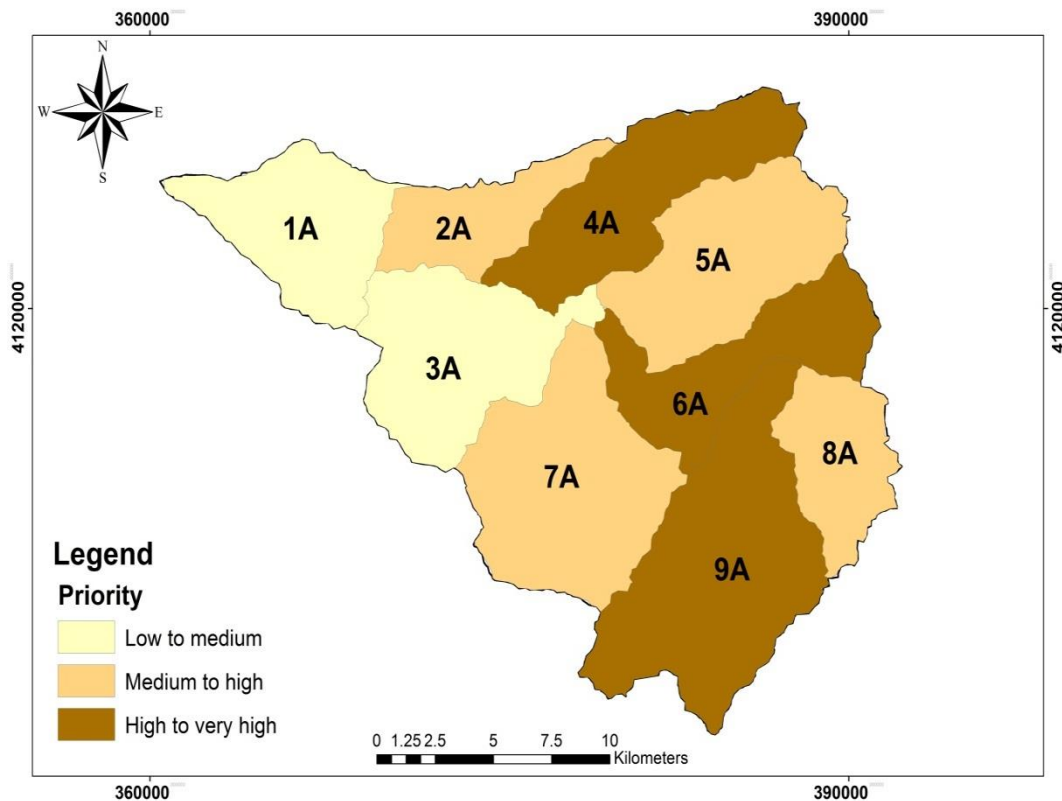 360000 390000
N
W E
S
4120000 4120000
1A
2A
4A
5A
3A
6A
7A
8A
9A
Legend
Priority
Low to medium
Medium to high
High to very high
0 1.25 2.5 5 7.5 10
Kilometers
360000 390000